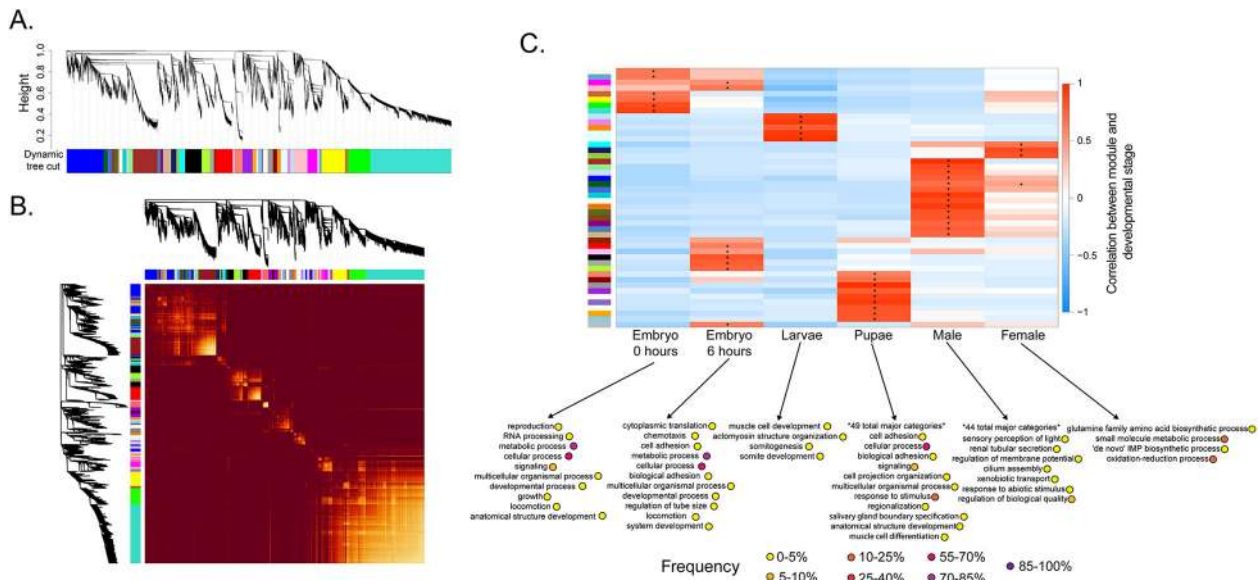 A.
Height
1.0
0.8
0.6
0.4
0.2
Dynamic
tree cut
B.
C.
1
0.5
0
−0.5
−1
Correlation between module and
developmental stage
Embryo
0 hours
Embryo
6 hours
Larvae
Pupae
Male
Female
reproduction
RNA processing
metabolic process
cellular process
signaling
multicellular organismal process
developmental process
growth
locomotion
anatomical structure development
cytoplasmic translation
chemotaxis
cell adhesion
metabolic process
cellular process
biological adhesion
multicellular organismal process
developmental process
regulation of tube size
locomotion
system development
muscle cell development
actomyosin structure organization
somitogenesis
somite development
*49 total major categories*
cell adhesion
cellular process
biological adhesion
signaling
cell projection organization
multicellular organismal process
response to stimulus
regionalization
salivary gland boundary specification
anatomical structure development
muscle cell differentiation
*44 total major categories*
sensory perception of light
renal tubular secretion
regulation of membrane potential
cilium assembly
xenobiotic transport
response to abiotic stimulus
regulation of biological quality
glutamine family amino acid biosynthetic process
small molecule metabolic process
'de novo' IMP biosynthetic process
oxidation-reduction process
Frequency
0-5%
10-25%
55-70%
85-100%
5-10%
25-40%
70-85%